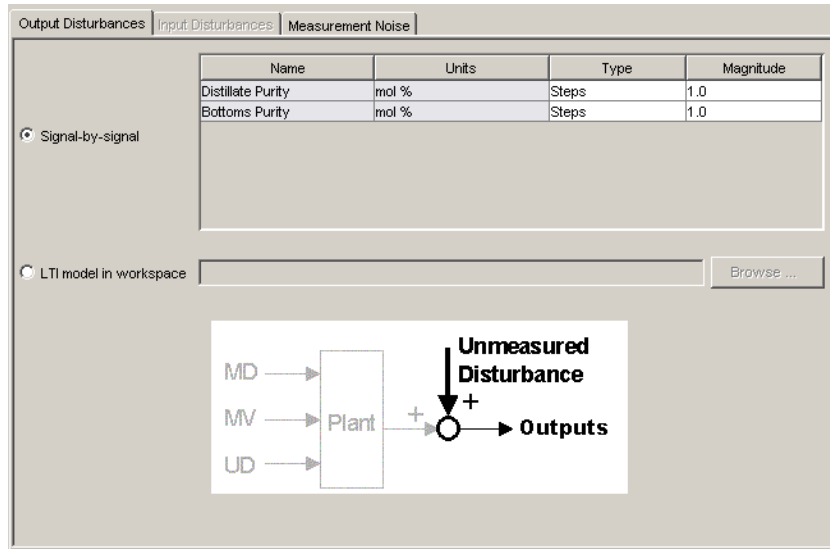 Output Disturbances Input Disturbances Measurement Noise
Name Units Type Magnitude
Distillate Purity mol % Steps 1.0
Bottoms Purity mol % Steps 1.0
Signal-by-signal
LTI model in workspace Browse ...
Unmeasured
Disturbance
MD
+
MV Plant + Outputs
UD